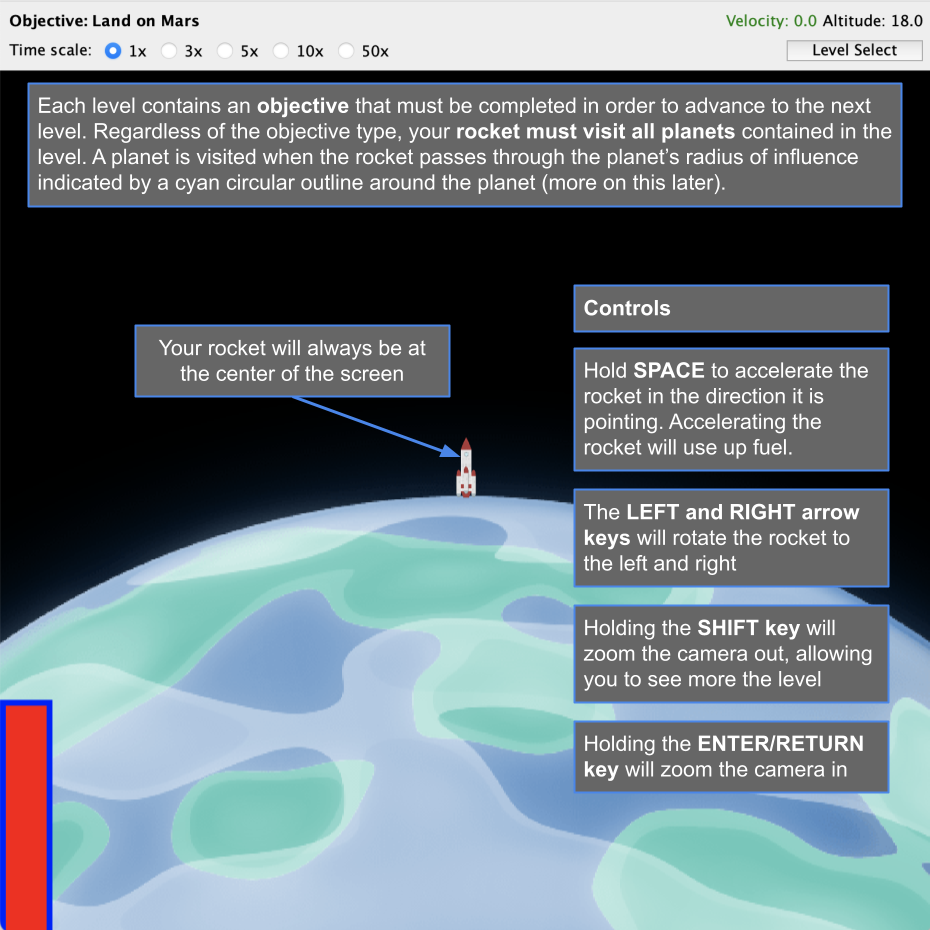 Objective: Land on Mars
Velocity: 0.0 Altitude: 18.0
Time scale: 1x 3x 5x 10x 50x
Level Select
Each level contains an objective that must be completed in order to advance to the next
level. Regardless of the objective type, your rocket must visit all planets contained in the
level. A planet is visited when the rocket passes through the planet's radius of influence
indicated by a cyan circular outline around the planet (more on this later).
Your rocket will always be at
the center of the screen
Controls
Hold SPACE to accelerate the
rocket in the direction it is
pointing. Accelerating the
rocket will use up fuel.
The LEFT and RIGHT arrow
keys will rotate the rocket to
the left and right
Holding the SHIFT key will
zoom the camera out, allowing
you to see more the level
Holding the ENTER/RETURN
key will zoom the camera in